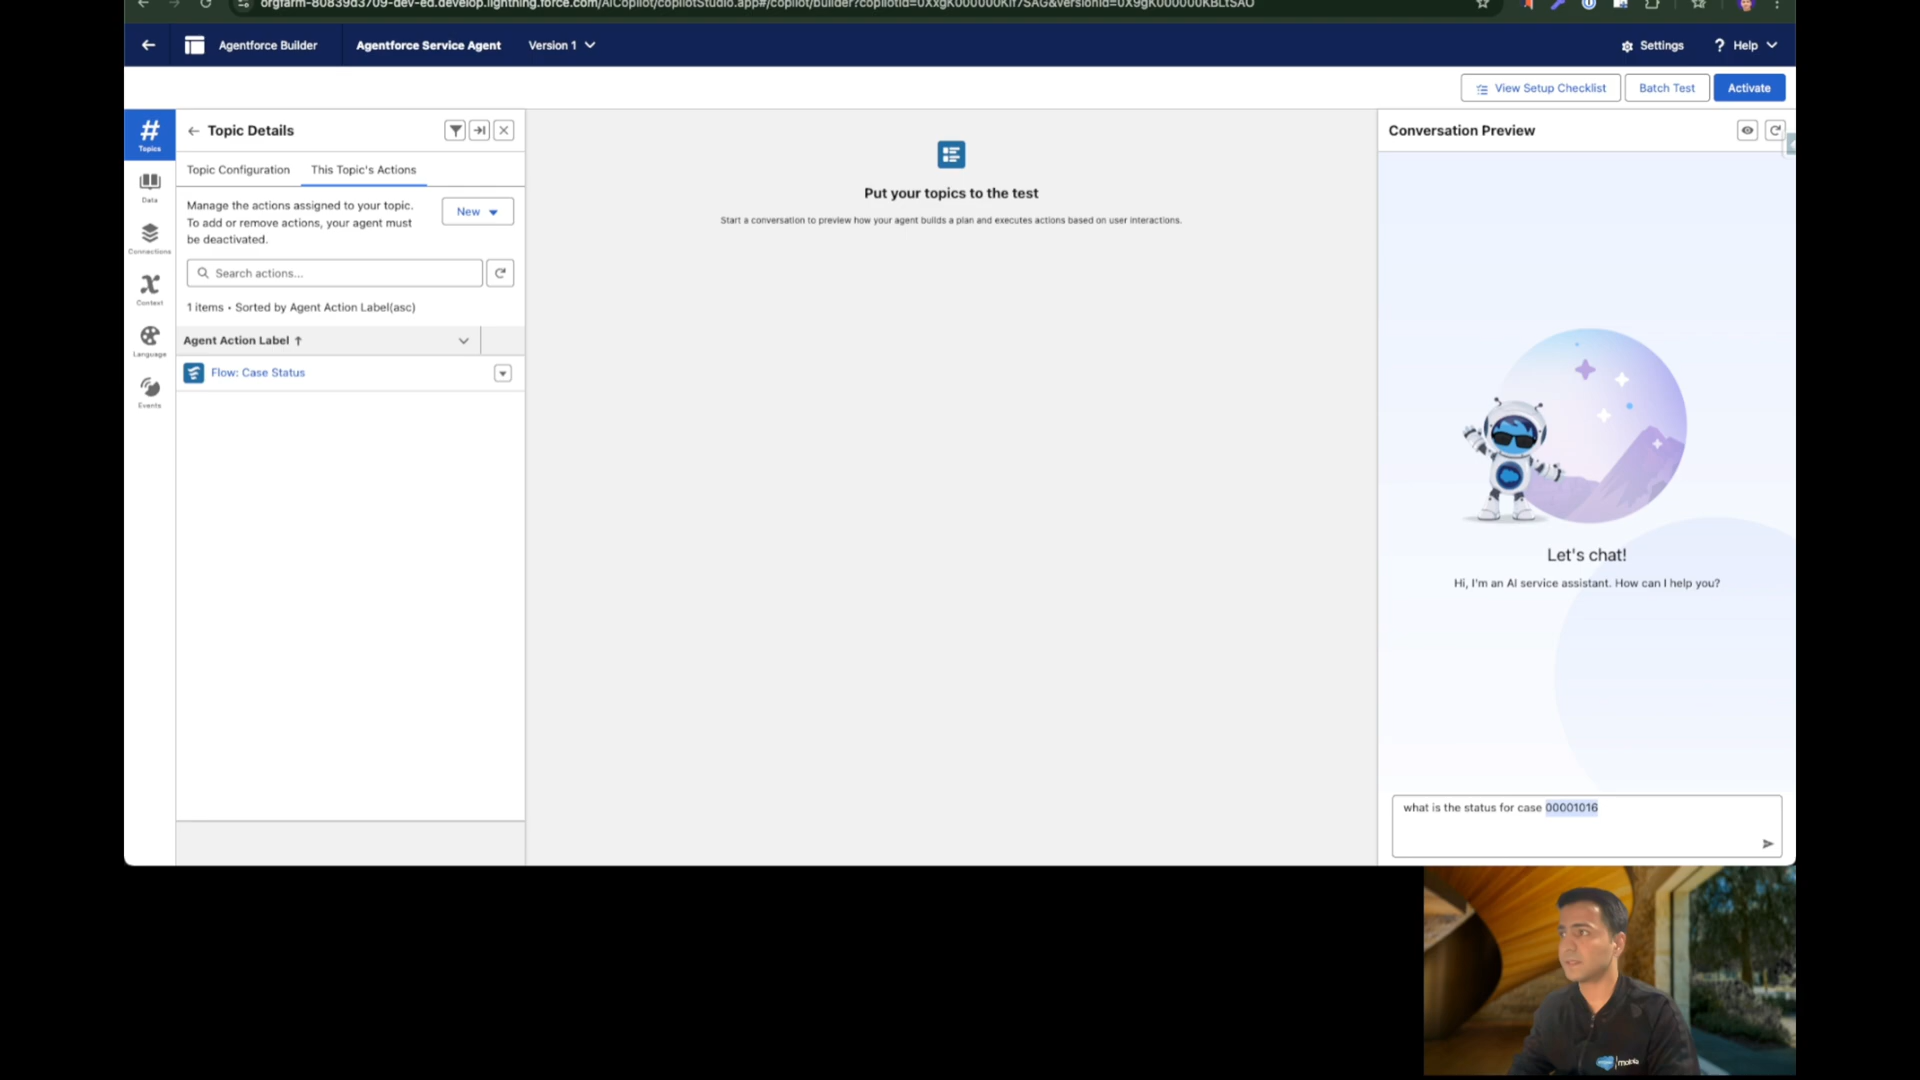 Agentforce Builder
Agentforce Service Agent
Version 1
Settings
? Help
View Setup Checklist
Batch Test
Activate
Topics
Data
Connections
Context
Language
Events
Topic Details
Topic Configuration
This Topic's Actions
Manage the actions assigned to your topic.
To add or remove actions, your agent must
be deactivated.
New
Search actions...
1 items • Sorted by Agent Action Label(asc)
Agent Action Label ↑
Flow: Case Status
Put your topics to the test
Start a conversation to preview how your agent builds a plan and executes actions based on user interactions.
Conversation Preview
Let's chat!
Hi, I'm an AI service assistant. How can I help you?
what is the status for case 00001016